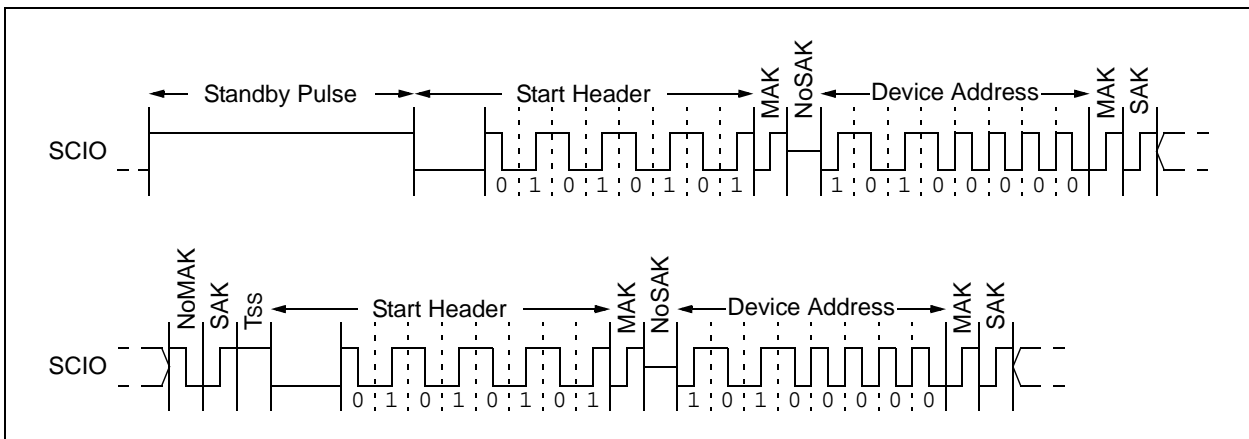 Standby Pulse Start Header MAK NoSAK Device Address MAK SAK
SCIO
0 1 0 1 0 1 0 1 1 0 1 0 0 0 0 0
NoMAK SAK Tss Start Header MAK NoSAK Device Address MAK SAK
SCIO
0 1 0 1 0 1 0 1 1 0 1 0 0 0 0 0